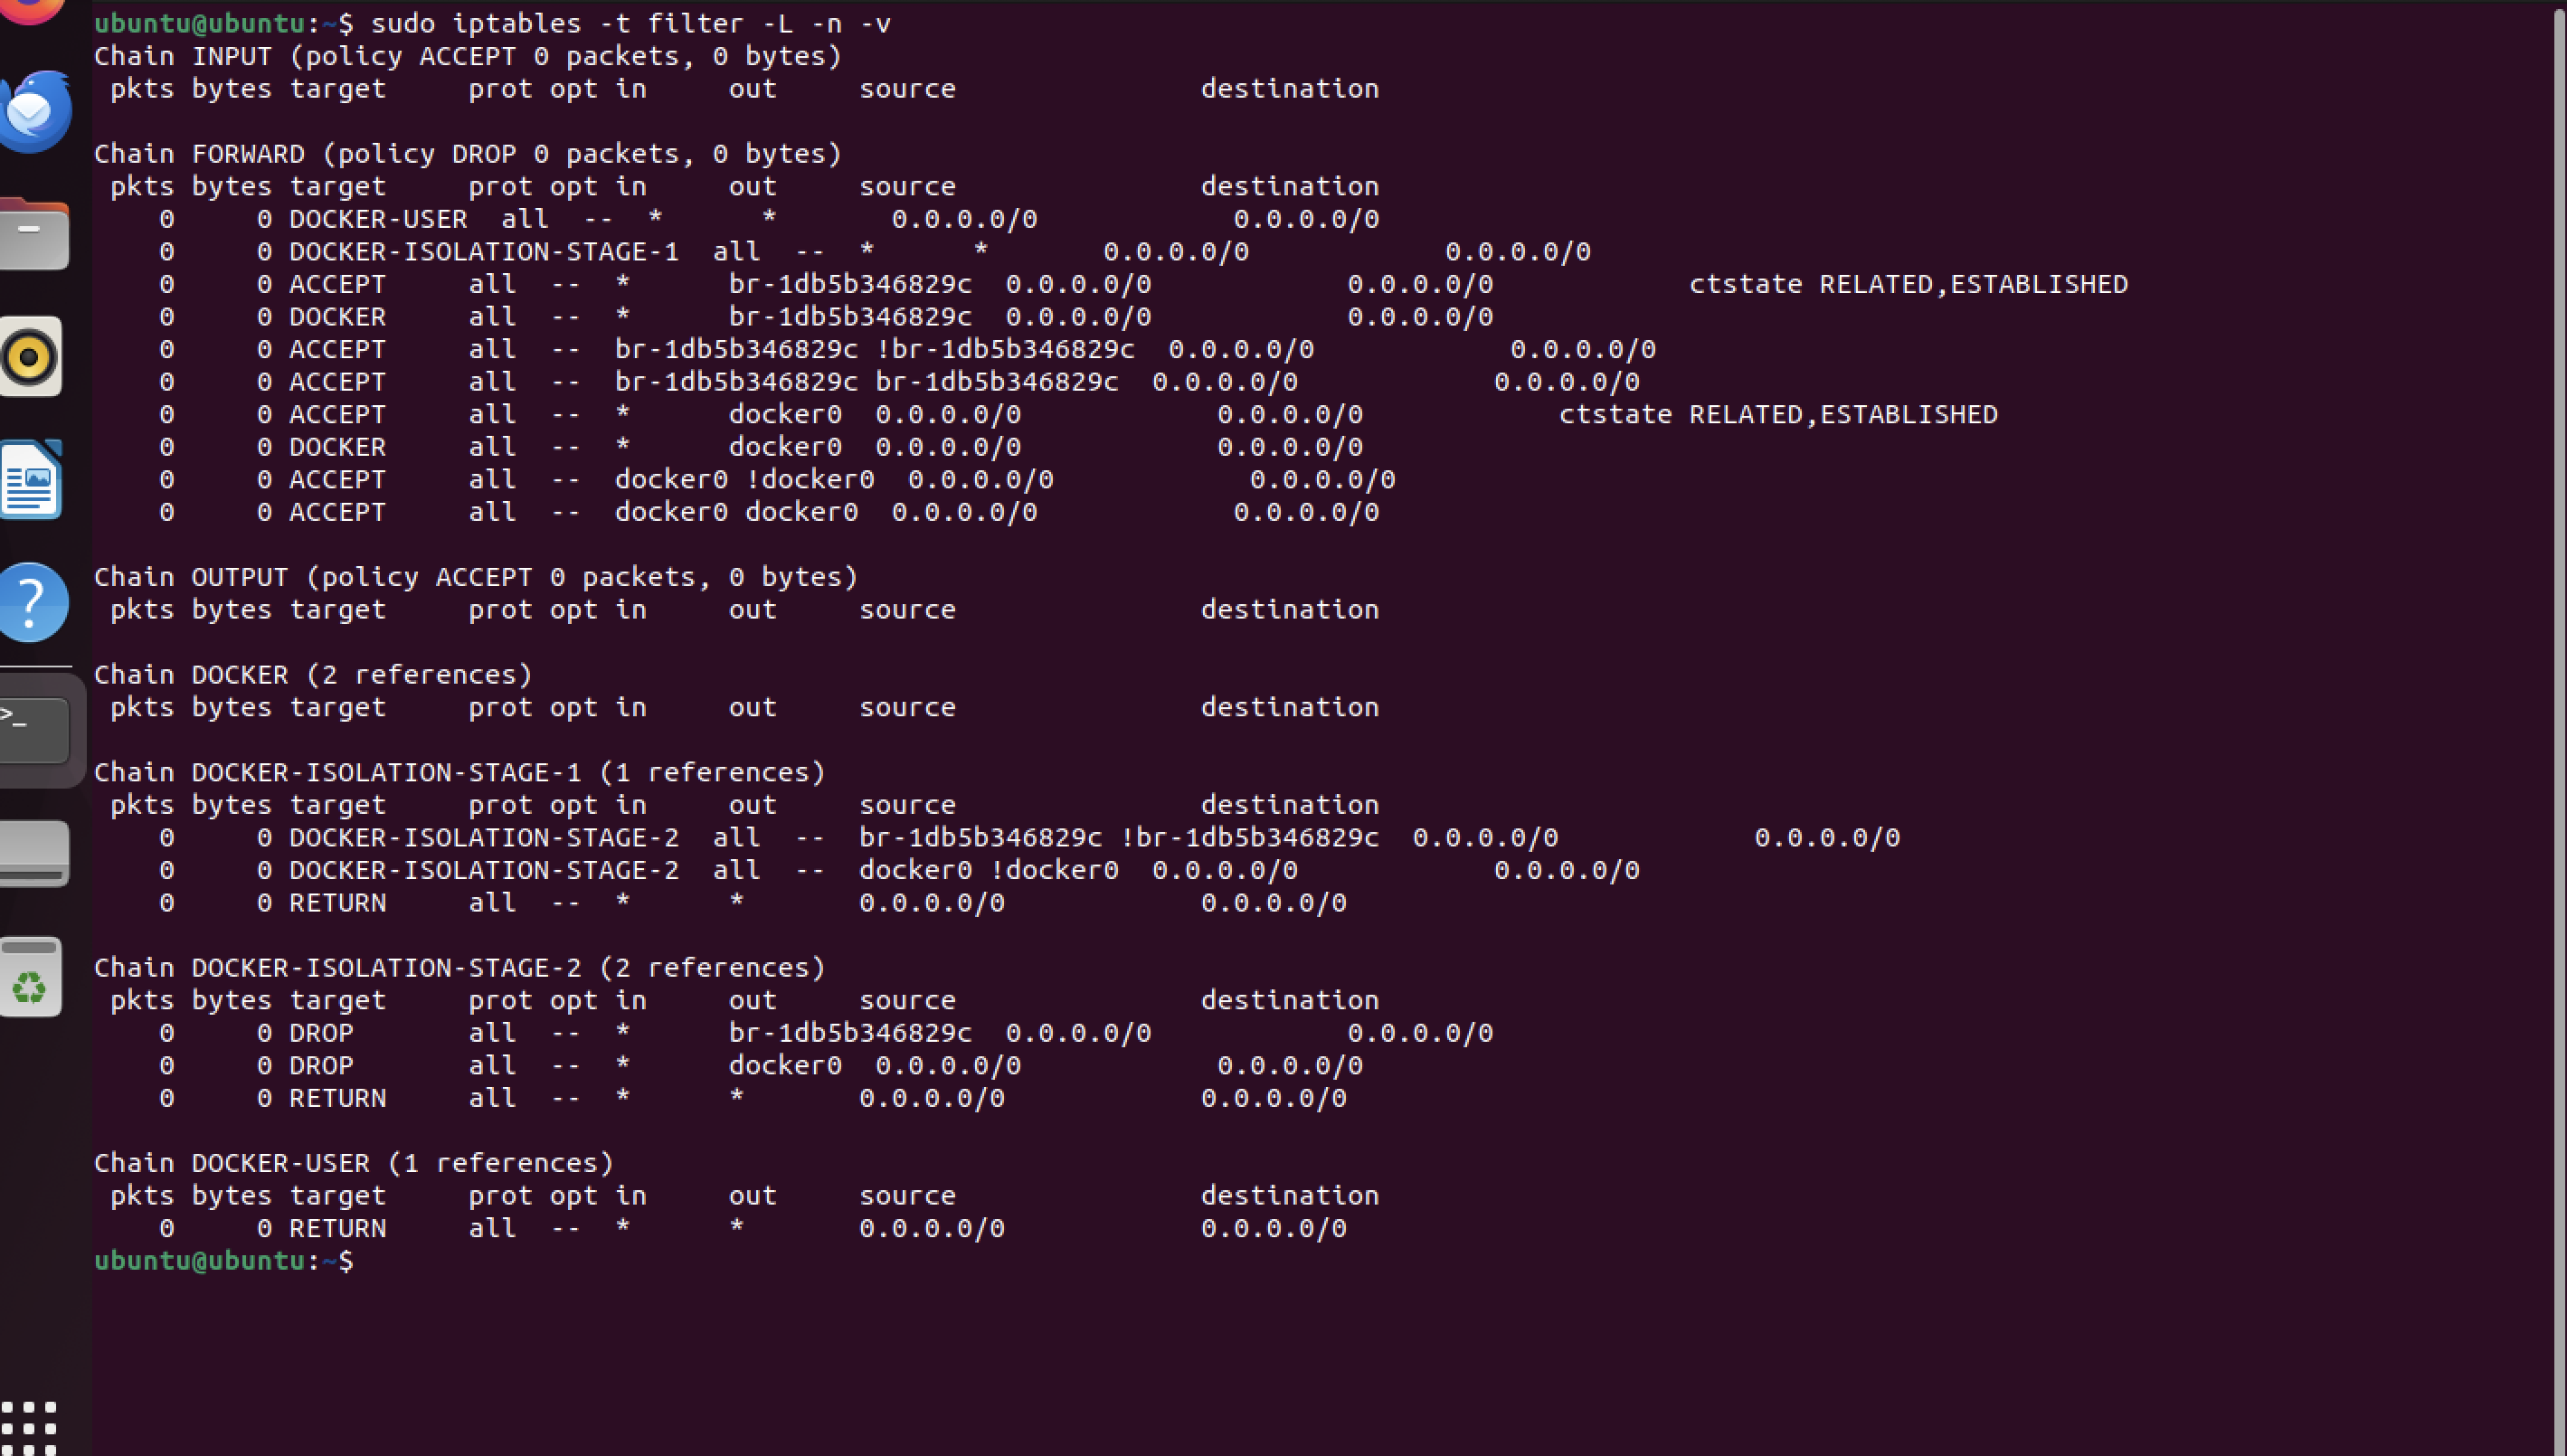 ubuntu@ubuntu:~$ sudo iptables -t filter -L -n -v
Chain INPUT (policy ACCEPT 0 packets, 0 bytes)
 pkts bytes target     prot opt in     out     source               destination

Chain FORWARD (policy DROP 0 packets, 0 bytes)
 pkts bytes target     prot opt in     out     source               destination
    0     0 DOCKER-USER  all  --  *      *       0.0.0.0/0            0.0.0.0/0
    0     0 DOCKER-ISOLATION-STAGE-1  all  --  *      *       0.0.0.0/0            0.0.0.0/0
    0     0 ACCEPT     all  --  *      br-1db5b346829c  0.0.0.0/0            0.0.0.0/0            ctstate RELATED,ESTABLISHED
    0     0 DOCKER     all  --  *      br-1db5b346829c  0.0.0.0/0            0.0.0.0/0
    0     0 ACCEPT     all  --  br-1db5b346829c !br-1db5b346829c  0.0.0.0/0            0.0.0.0/0
    0     0 ACCEPT     all  --  br-1db5b346829c br-1db5b346829c  0.0.0.0/0            0.0.0.0/0
    0     0 ACCEPT     all  --  *      docker0  0.0.0.0/0            0.0.0.0/0            ctstate RELATED,ESTABLISHED
    0     0 DOCKER     all  --  *      docker0  0.0.0.0/0            0.0.0.0/0
    0     0 ACCEPT     all  --  docker0 !docker0  0.0.0.0/0            0.0.0.0/0
    0     0 ACCEPT     all  --  docker0 docker0  0.0.0.0/0            0.0.0.0/0

Chain OUTPUT (policy ACCEPT 0 packets, 0 bytes)
 pkts bytes target     prot opt in     out     source               destination

Chain DOCKER (2 references)
 pkts bytes target     prot opt in     out     source               destination

Chain DOCKER-ISOLATION-STAGE-1 (1 references)
 pkts bytes target     prot opt in     out     source               destination
    0     0 DOCKER-ISOLATION-STAGE-2  all  --  br-1db5b346829c !br-1db5b346829c  0.0.0.0/0            0.0.0.0/0
    0     0 DOCKER-ISOLATION-STAGE-2  all  --  docker0 !docker0  0.0.0.0/0            0.0.0.0/0
    0     0 RETURN     all  --  *      *       0.0.0.0/0            0.0.0.0/0

Chain DOCKER-ISOLATION-STAGE-2 (2 references)
 pkts bytes target     prot opt in     out     source               destination
    0     0 DROP       all  --  *      br-1db5b346829c  0.0.0.0/0            0.0.0.0/0
    0     0 DROP       all  --  *      docker0  0.0.0.0/0            0.0.0.0/0
    0     0 RETURN     all  --  *      *       0.0.0.0/0            0.0.0.0/0

Chain DOCKER-USER (1 references)
 pkts bytes target     prot opt in     out     source               destination
    0     0 RETURN     all  --  *      *       0.0.0.0/0            0.0.0.0/0
ubuntu@ubuntu:~$